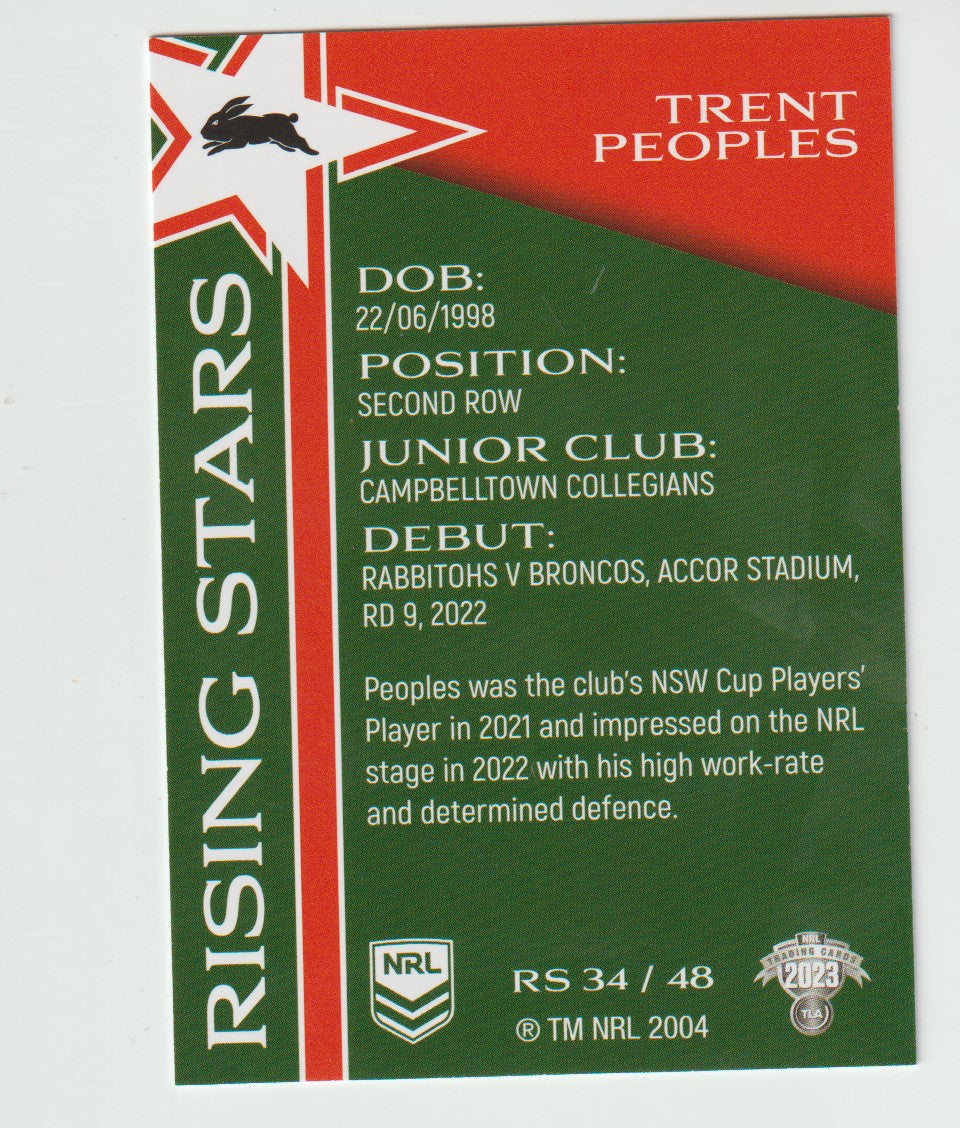 TRENT
PEOPLES
RISING STARS
DOB:
22/06/1998
POSITION:
SECOND ROW
JUNIOR CLUB:
CAMPBELLTOWN COLLEGIANS
DEBUT:
RABBITOHS V BRONCOS, ACCOR STADIUM,
RD 9, 2022
Peoples was the club's NSW Cup Players'
Player in 2021 and impressed on the NRL
stage in 2022 with his high work-rate
and determined defence.
NRL
RS 34 / 48
® TM NRL 2004
NRL
TRADING CARDS
2023
TLA